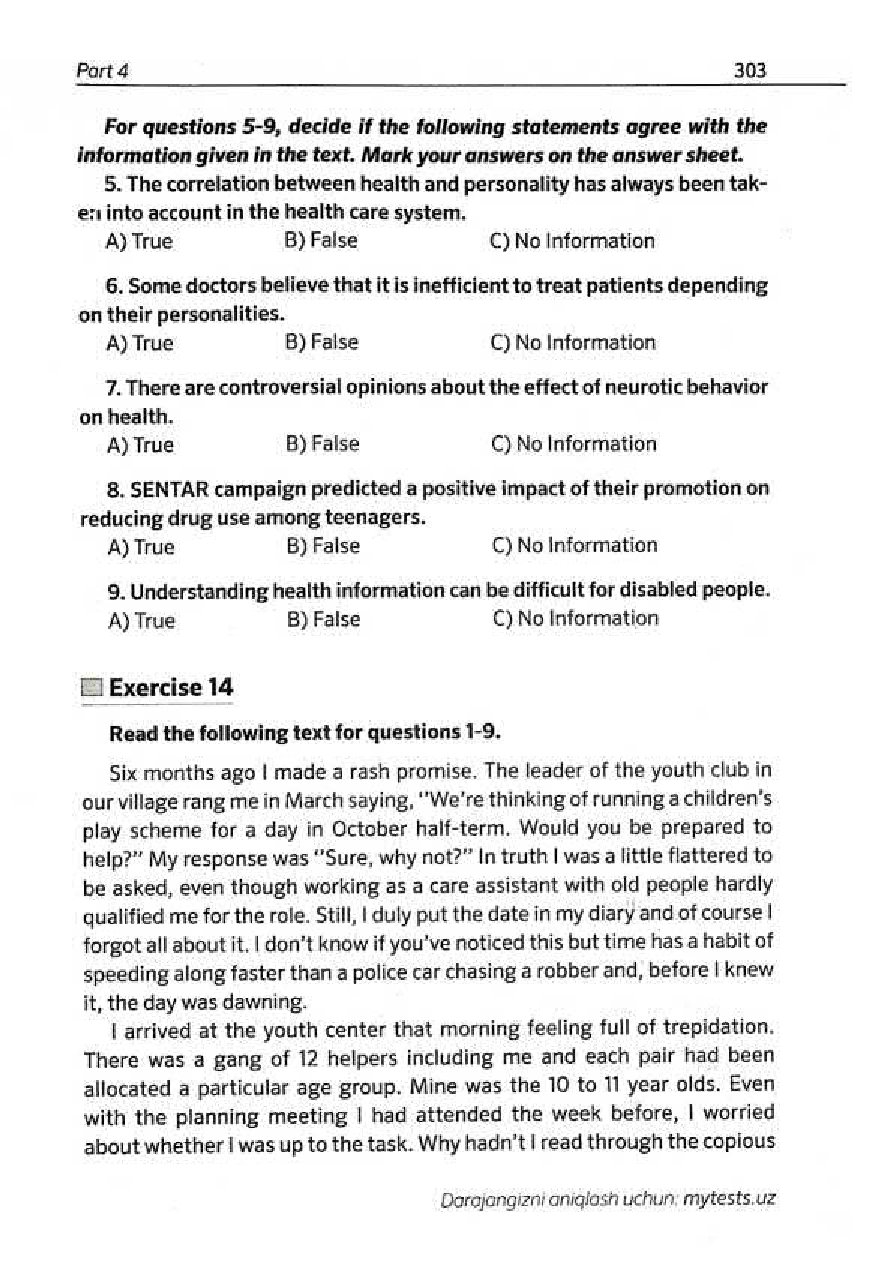 Part 4 303
For questions 5-9, decide if the following statements agree with the
information given in the text. Mark your answers on the answer sheet.
5. The correlation between health and personality has always been tak-
en into account in the health care system.
A) True B) False C) No Information
6. Some doctors believe that it is inefficient to treat patients depending
on their personalities.
A) True B) False C) No Information
7. There are controversial opinions about the effect of neurotic behavior
on health.
A) True B) False C) No Information
8. SENTAR campaign predicted a positive impact of their promotion on
reducing drug use among teenagers.
A) True B) False C) No Information
9. Understanding health information can be difficult for disabled people.
A) True B) False C) No Information
Exercise 14
Read the following text for questions 1-9.
Six months ago I made a rash promise. The leader of the youth club in
our village rang me in March saying, "We're thinking of running a children's
play scheme for a day in October half-term. Would you be prepared to
help?" My response was "Sure, why not?" In truth I was a little flattered to
be asked, even though working as a care assistant with old people hardly
qualified me for the role. Still, I duly put the date in my diary and of course I
forgot all about it. I don't know if you've noticed this but time has a habit of
speeding along faster than a police car chasing a robber and, before I knew
it, the day was dawning.
I arrived at the youth center that morning feeling full of trepidation.
There was a gang of 12 helpers including me and each pair had been
allocated a particular age group. Mine was the 10 to 11 year olds. Even
with the planning meeting I had attended the week before, I worried
about whether I was up to the task. Why hadn't I read through the copious
Darajangizni aniqlash uchun: mytests.uz